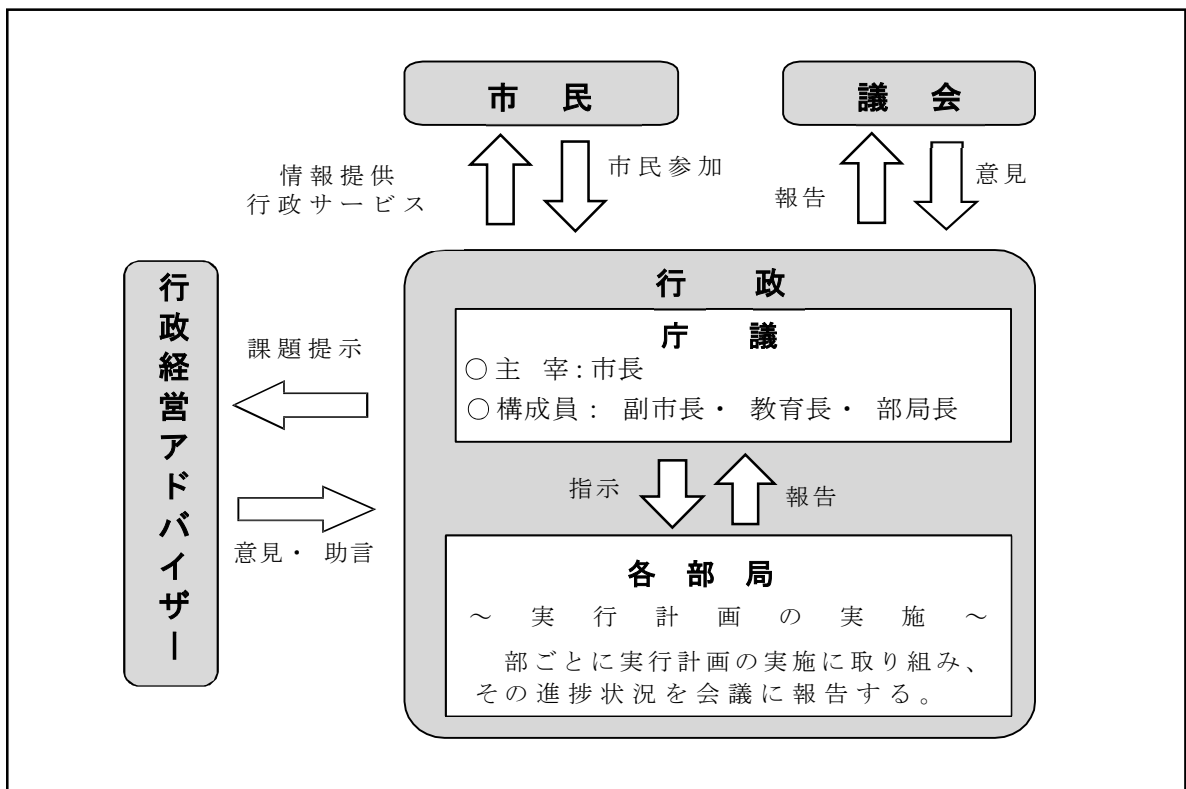 市民
議会
情報提供
行政サービス
市民参加
報告
意見
行政経営アドバイザー
課題提示
意見・ 助言
行政
庁議
○主 宰:市長
○構成員: 副市長・ 教育長・ 部局長
指示
報告
各部局
~実行計画の実施~
部ごとに実行計画の実施に取り組み、
その進捗状況を会議に報告する。